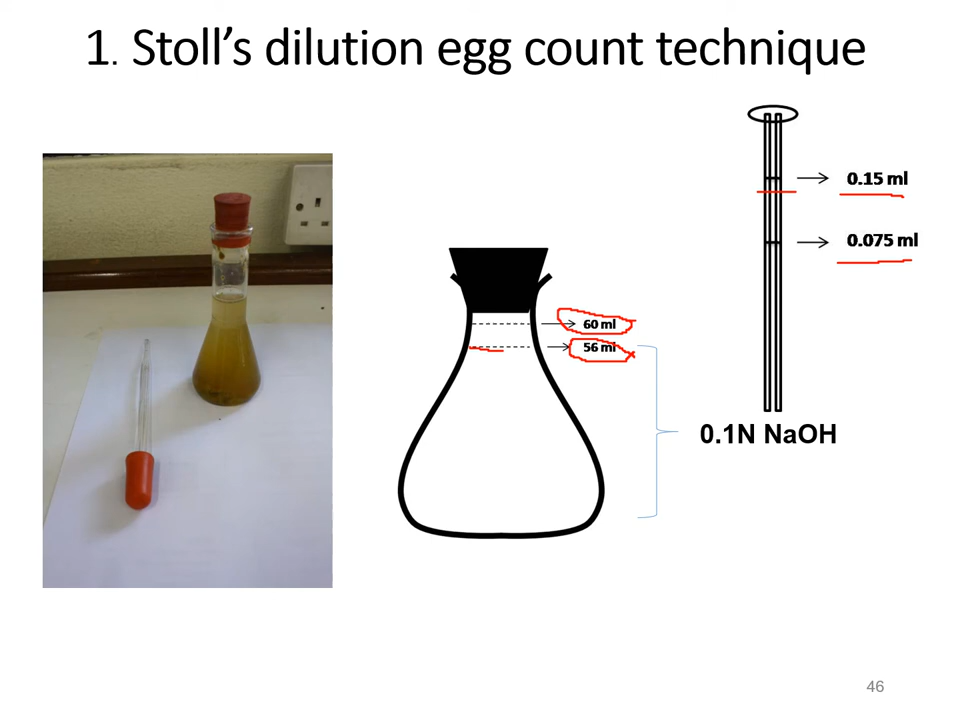 1. Stoll's dilution egg count technique
0.15 ml
0.075 ml
60 ml
56 ml
0.1N NaOH
46